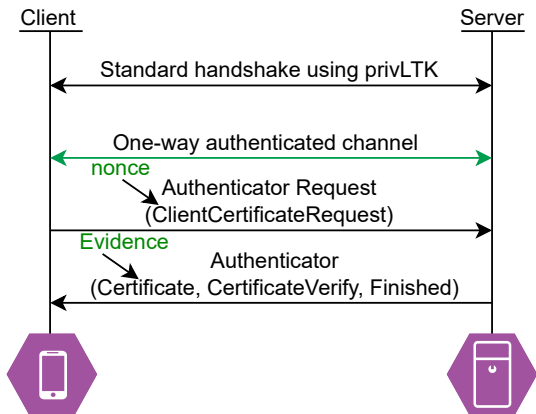 Client
Server
Standard handshake using privLTK
One-way authenticated channel
nonce
Authenticator Request
(ClientCertificateRequest)
Evidence
Authenticator
(Certificate, CertificateVerify, Finished)